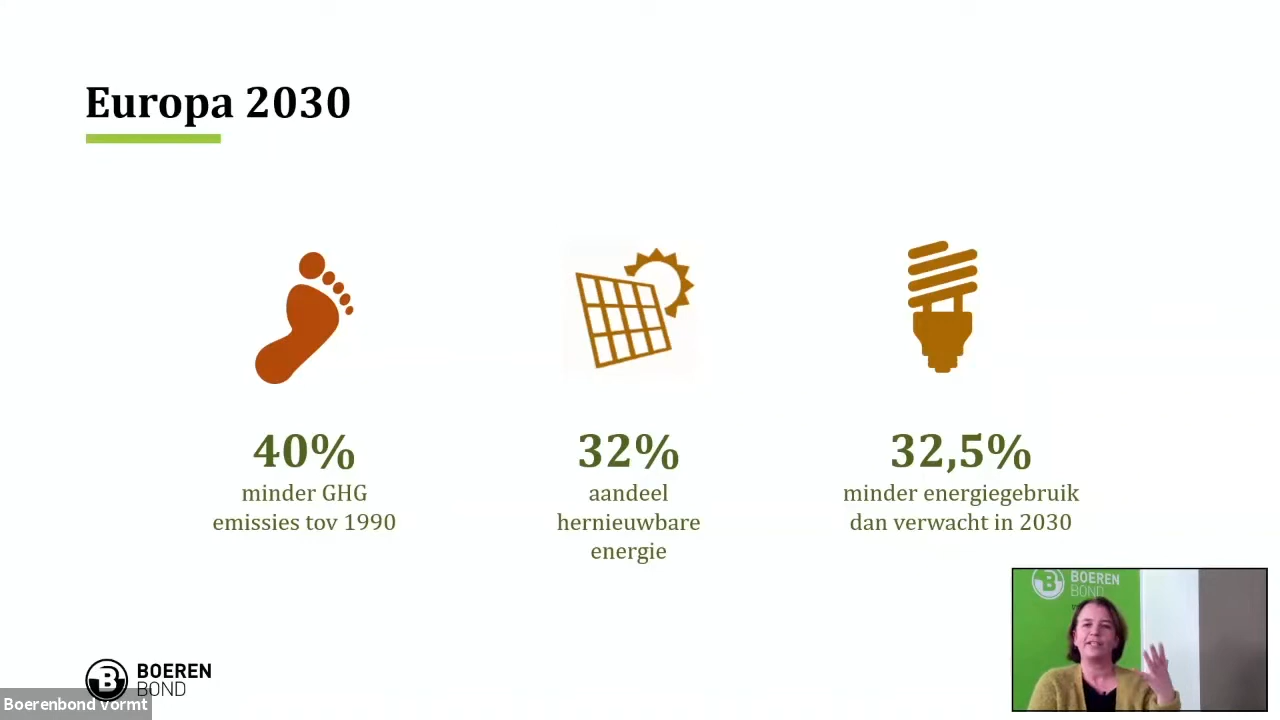 Europa 2030
40%
minder GHG
emissies tov 1990
32%
aandeel
hernieuwbare
energie
32,5%
minder energiegebruik
dan verwacht in 2030
BOEREN
BOND
BOEREN
BOND
Boerenbond Vormt